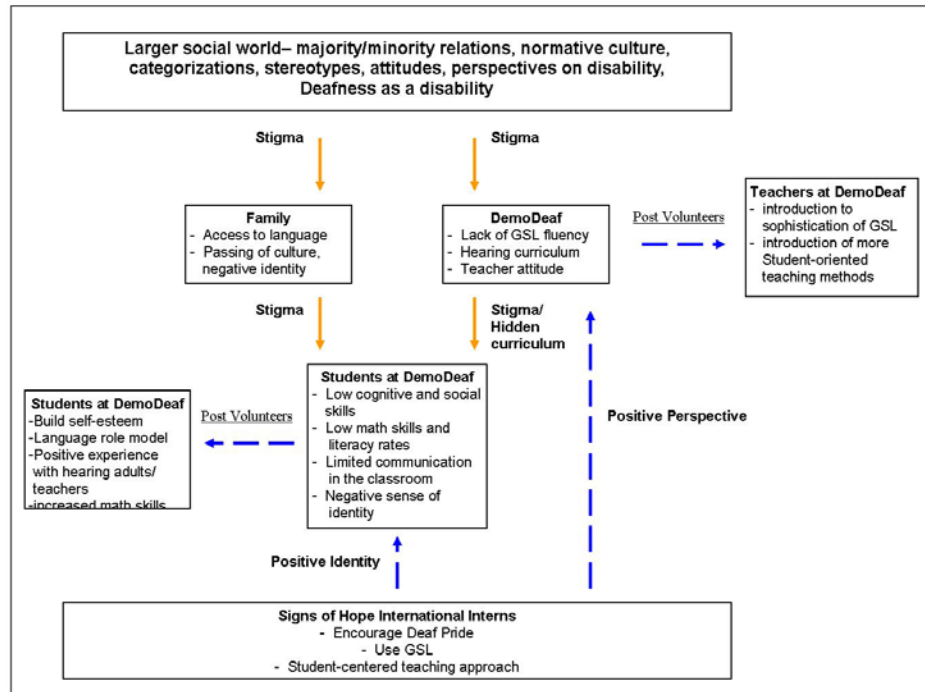 Larger social world– majority/minority relations, normative culture,
categorizations, stereotypes, attitudes, perspectives on disability,
Deafness as a disability
Stigma
Stigma
Family
- Access to language
- Passing of culture,
negative identity
DemoDeaf
- Lack of GSL fluency
- Hearing curriculum
- Teacher attitude
Post Volunteers
Teachers at DemoDeaf
- introduction to
sophistication of GSL
- introduction of more
Student-oriented
teaching methods
Stigma
Stigma/
Hidden
curriculum
Students at DemoDeaf
- Low cognitive and social
skills
- Low math skills and
literacy rates
- Limited communication
in the classroom
- Negative sense of
identity
Post Volunteers
Students at DemoDeaf
-Build self-esteem
-Language role model
-Positive experience
with hearing adults/
teachers
-increased math skills
Positive Perspective
Positive Identity
Signs of Hope International Interns
- Encourage Deaf Pride
- Use GSL
- Student-centered teaching approach